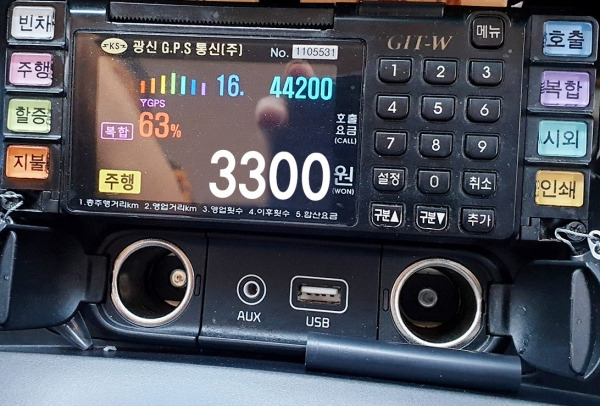 빈차
주행
할증
지불
KS 광신 G.P.S 통신(주) No. 1105531
16. 44200
GPS
복합 63%
호출
요금
(CALL)
주행 3300원
(WON)
1.총주행거리km 2.영업거리km 3.영업횟수 4.이후횟수 5.합산요금
GIT-W
메뉴
1 2 3
4 5 6
7 8 9
설정 0 취소
구분▲ 구분▼ 추가
호출
복합
시외
인쇄
AUX
USB